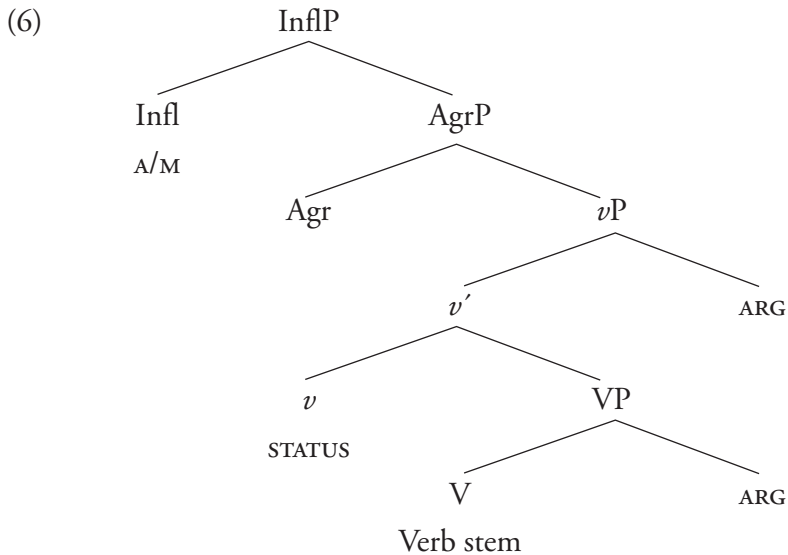 (6) InflP
Infl AgrP
A/M
Agr vP
v′ ARG
v VP
STATUS
V ARG
Verb stem